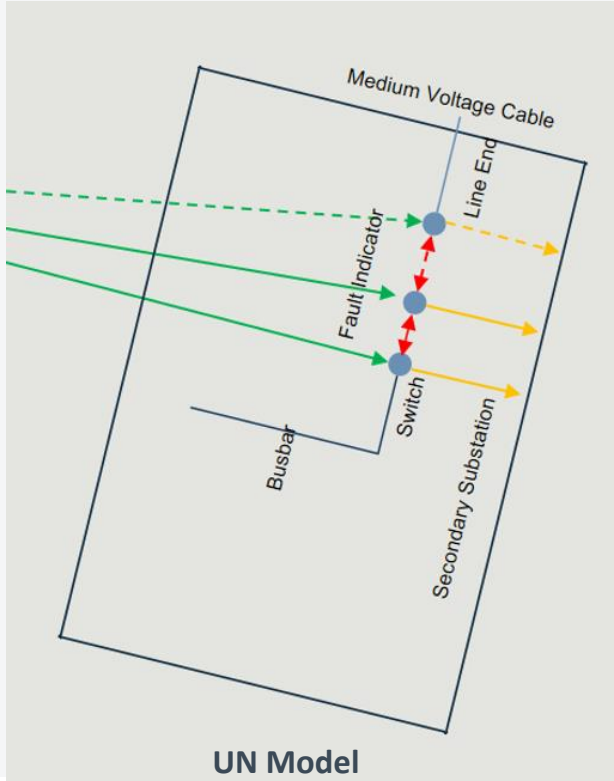 Medium Voltage Cable
Line End
Fault Indicator
Switch
Busbar
Secondary Substation
UN Model